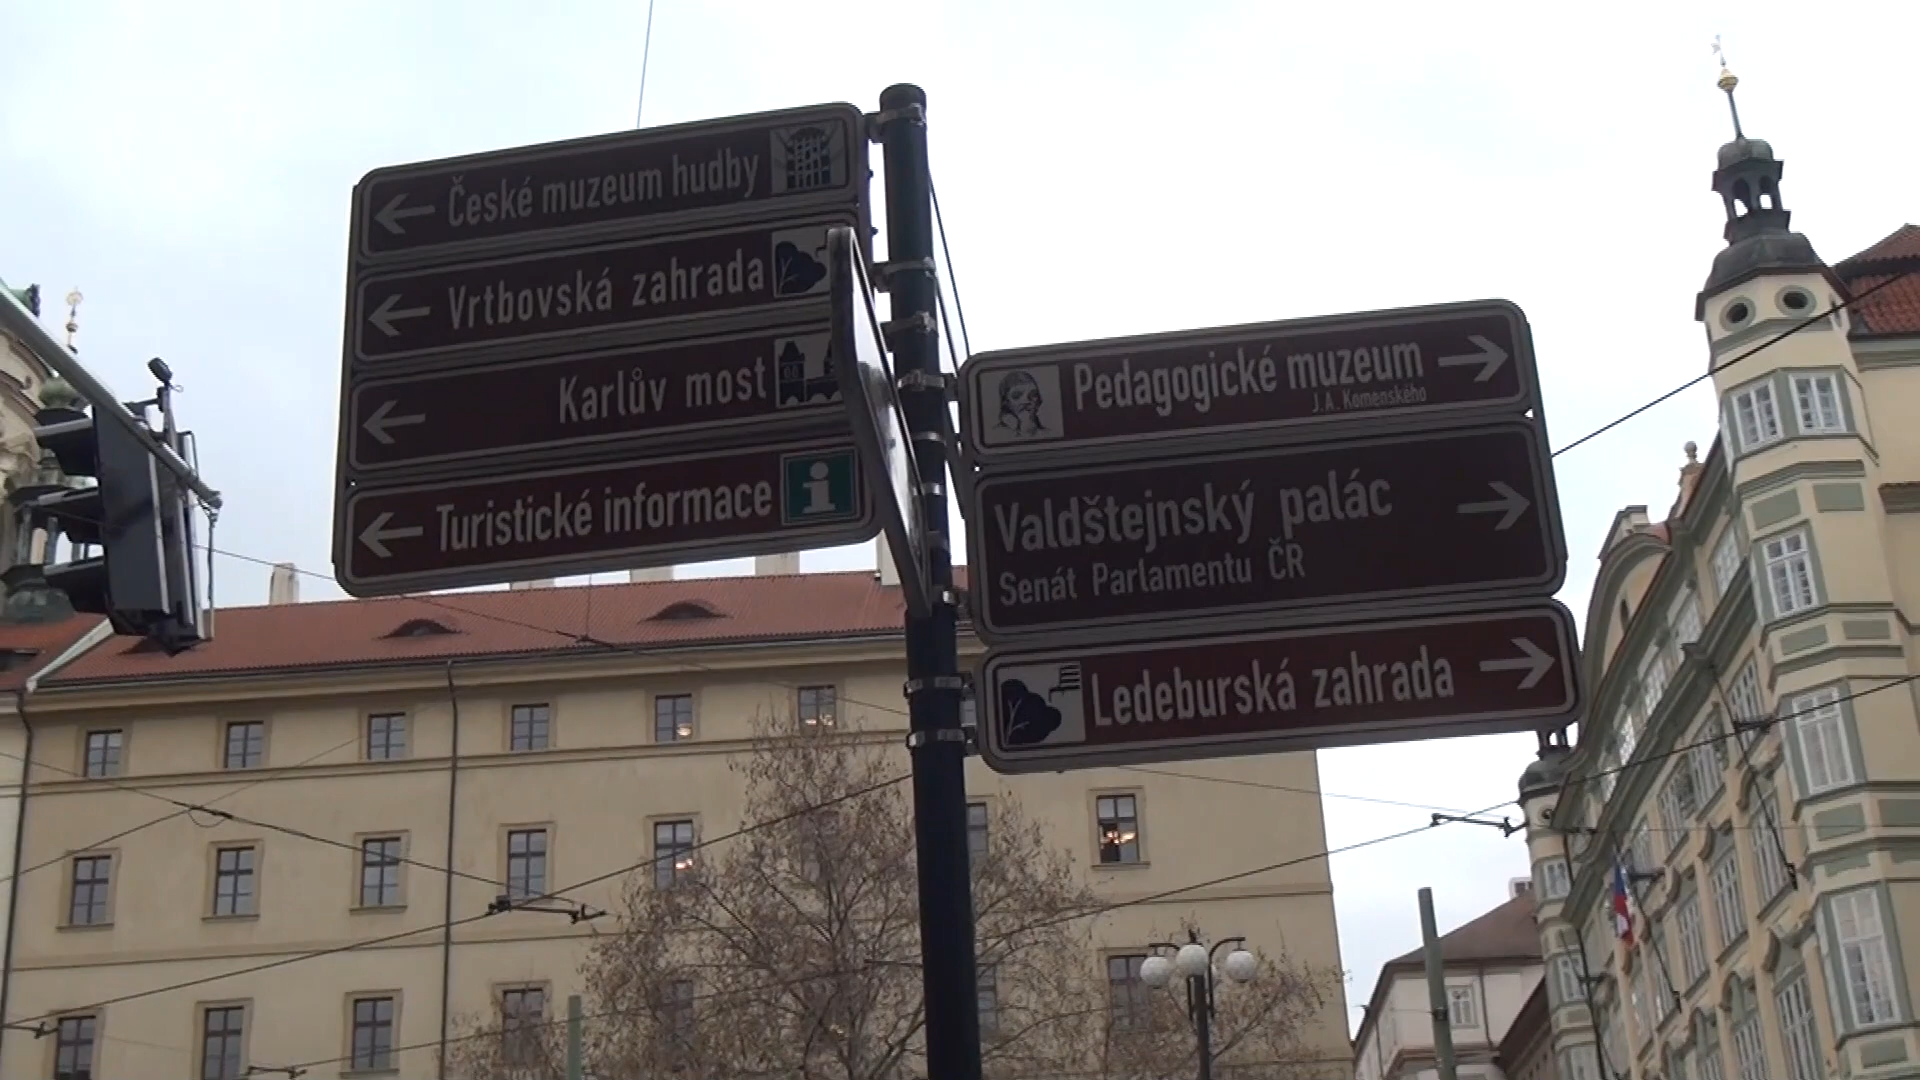 České muzeum hudby
Vrtbovská zahrada
Karlův most
Turistické informace
i
Pedagogické muzeum
J. A. Komenského
Valdštejnský palác
Senát Parlamentu ČR
Ledeburská zahrada